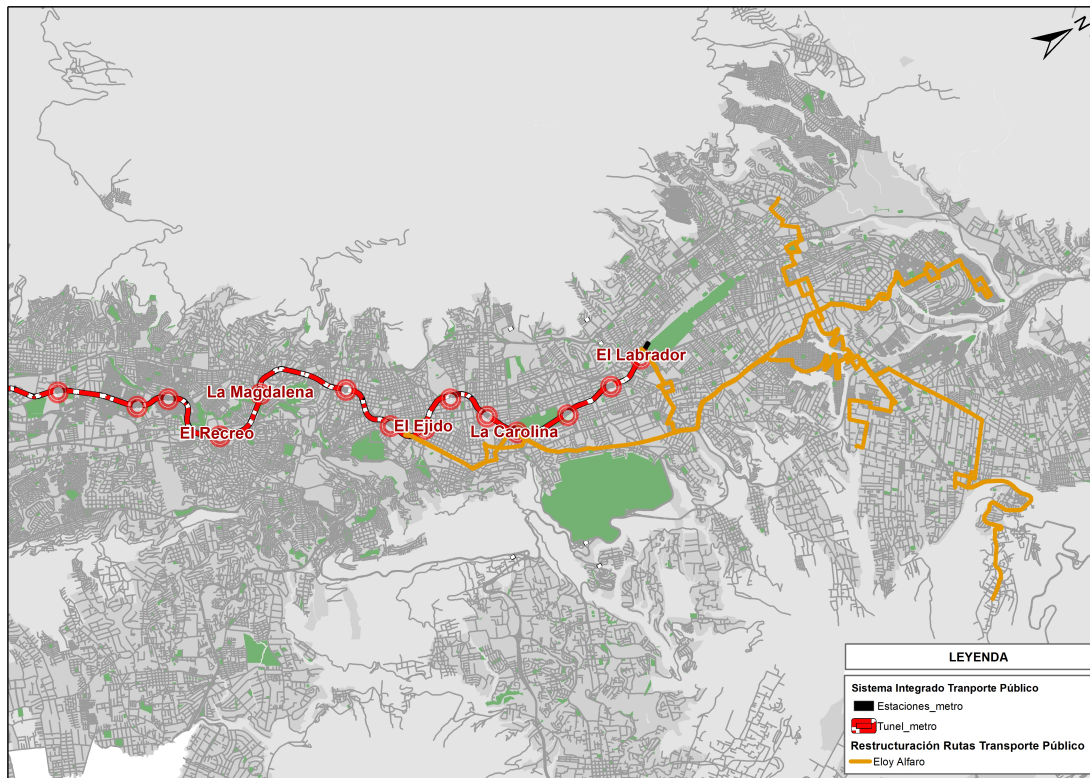 N
El Labrador
La Magdalena
El Recreo
El Ejido
La Carolina
LEYENDA
Sistema Integrado Tranporte Público
Estaciones_metro
Tunel_metro
Restructuración Rutas Transporte Público
Eloy Alfaro